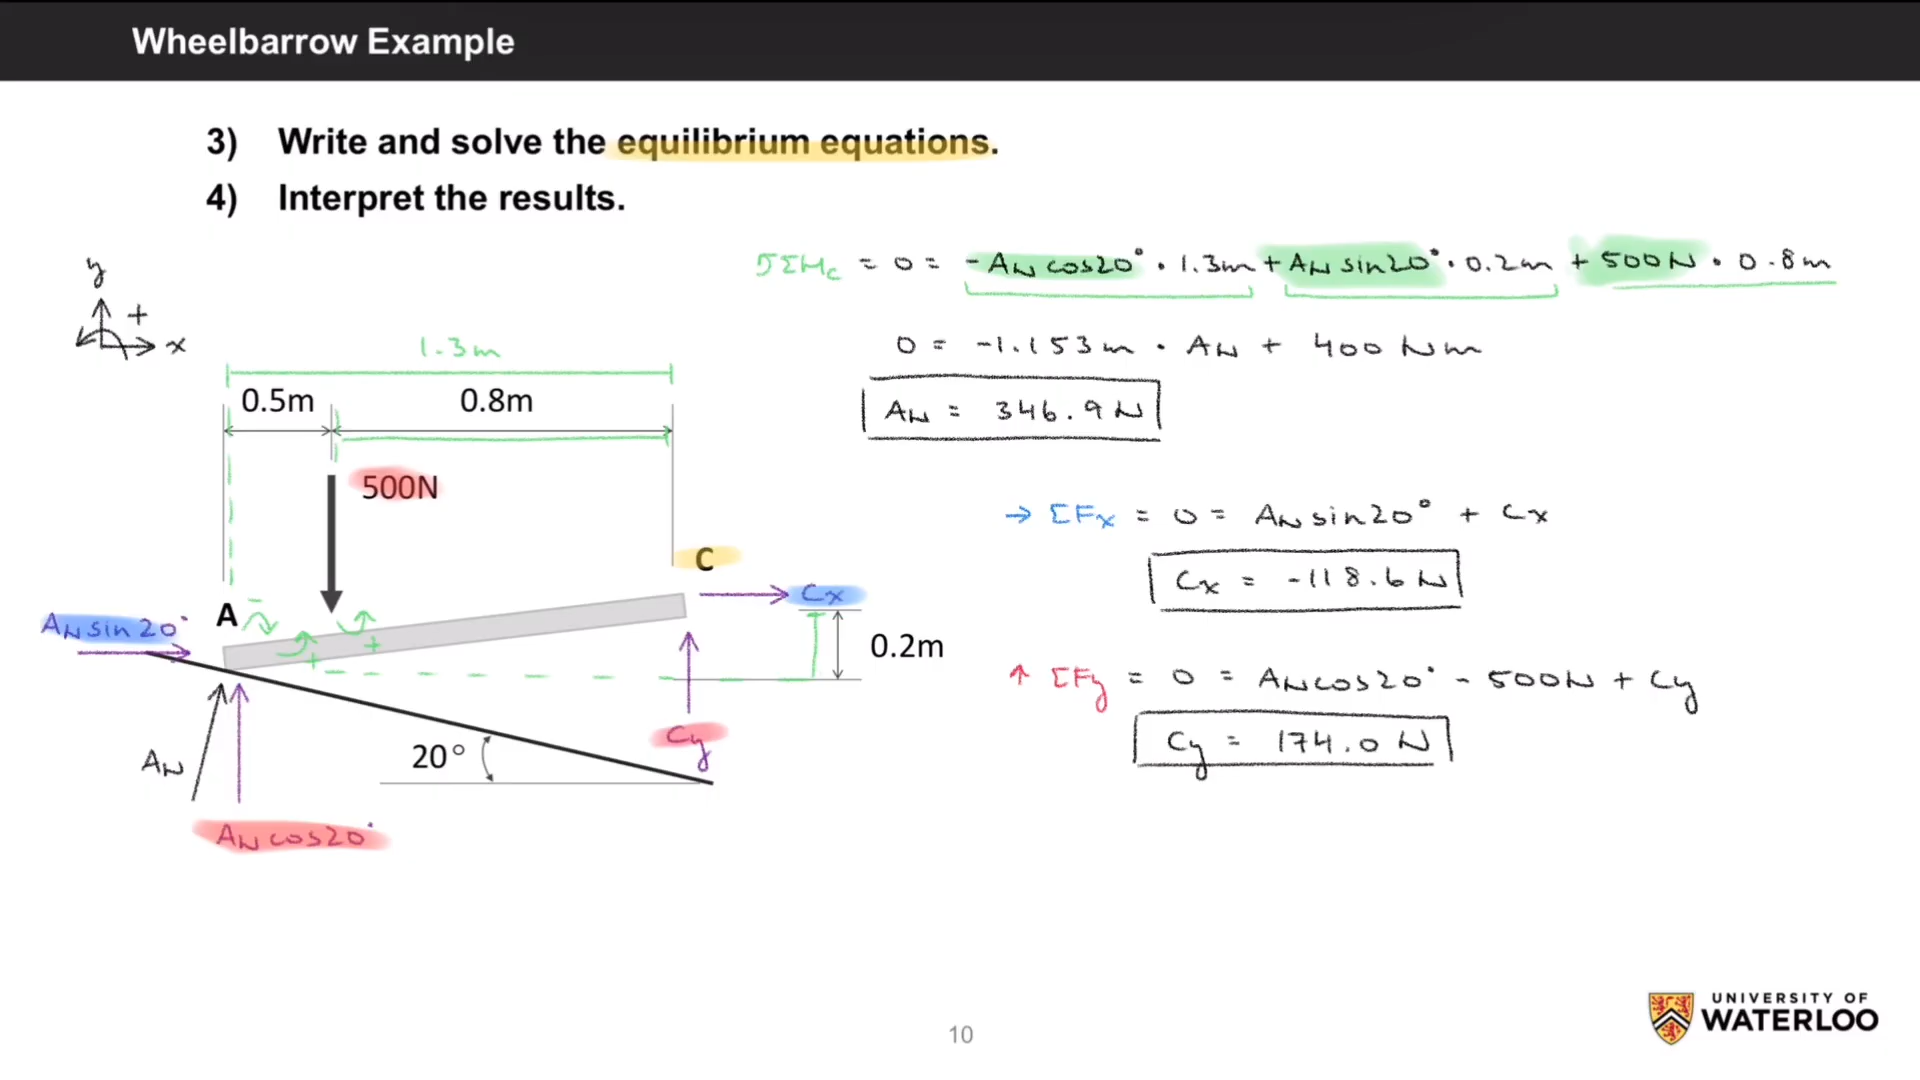 Wheelbarrow Example
3) Write and solve the equilibrium equations.
4) Interpret the results.
ΣMc = 0 = -AN cos20° · 1.3m + AN sin20° · 0.2m + 500N · 0.8m
0 = -1.153m · AN + 400 Nm
AN = 346.9N
→ ΣFx = 0 = AN sin20° + Cx
Cx = -118.6N
↑ ΣFy = 0 = AN cos20° - 500N + Cy
Cy = 174.0 N
y
+
x
1.3m
0.5m 0.8m
500N
C
Cx
A
-
AN sin20°
+
+
0.2m
Cy
20°
AN
AN cos20°
10
UNIVERSITY OF
WATERLOO